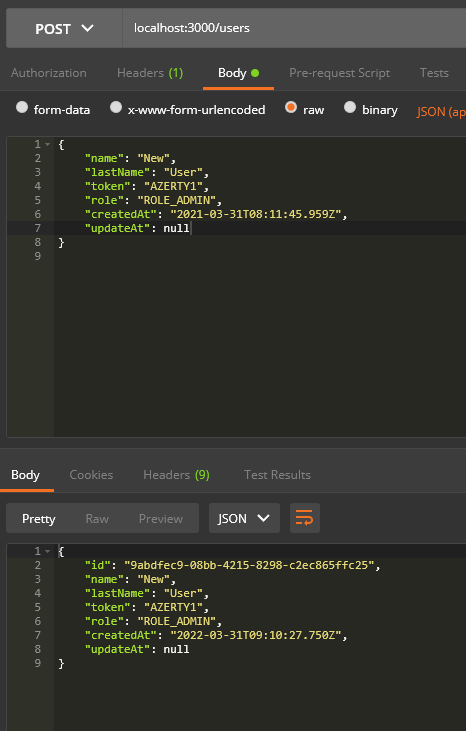 POST localhost:3000/users
Authorization Headers (1) Body Pre-request Script Tests
form-data x-www-form-urlencoded raw binary JSON (ap
1 {
2 "name": "New",
3 "lastName": "User",
4 "token": "AZERTY1",
5 "role": "ROLE_ADMIN",
6 "createdAt": "2021-03-31T08:11:45.959Z",
7 "updateAt": null
8 }
9
Body Cookies Headers (9) Test Results
Pretty Raw Preview JSON
1 {
2 "id": "9abdfec9-08bb-4215-8298-c2ec865ffc25",
3 "name": "New",
4 "lastName": "User",
5 "token": "AZERTY1",
6 "role": "ROLE_ADMIN",
7 "createdAt": "2022-03-31T09:10:27.750Z",
8 "updateAt": null
9 }